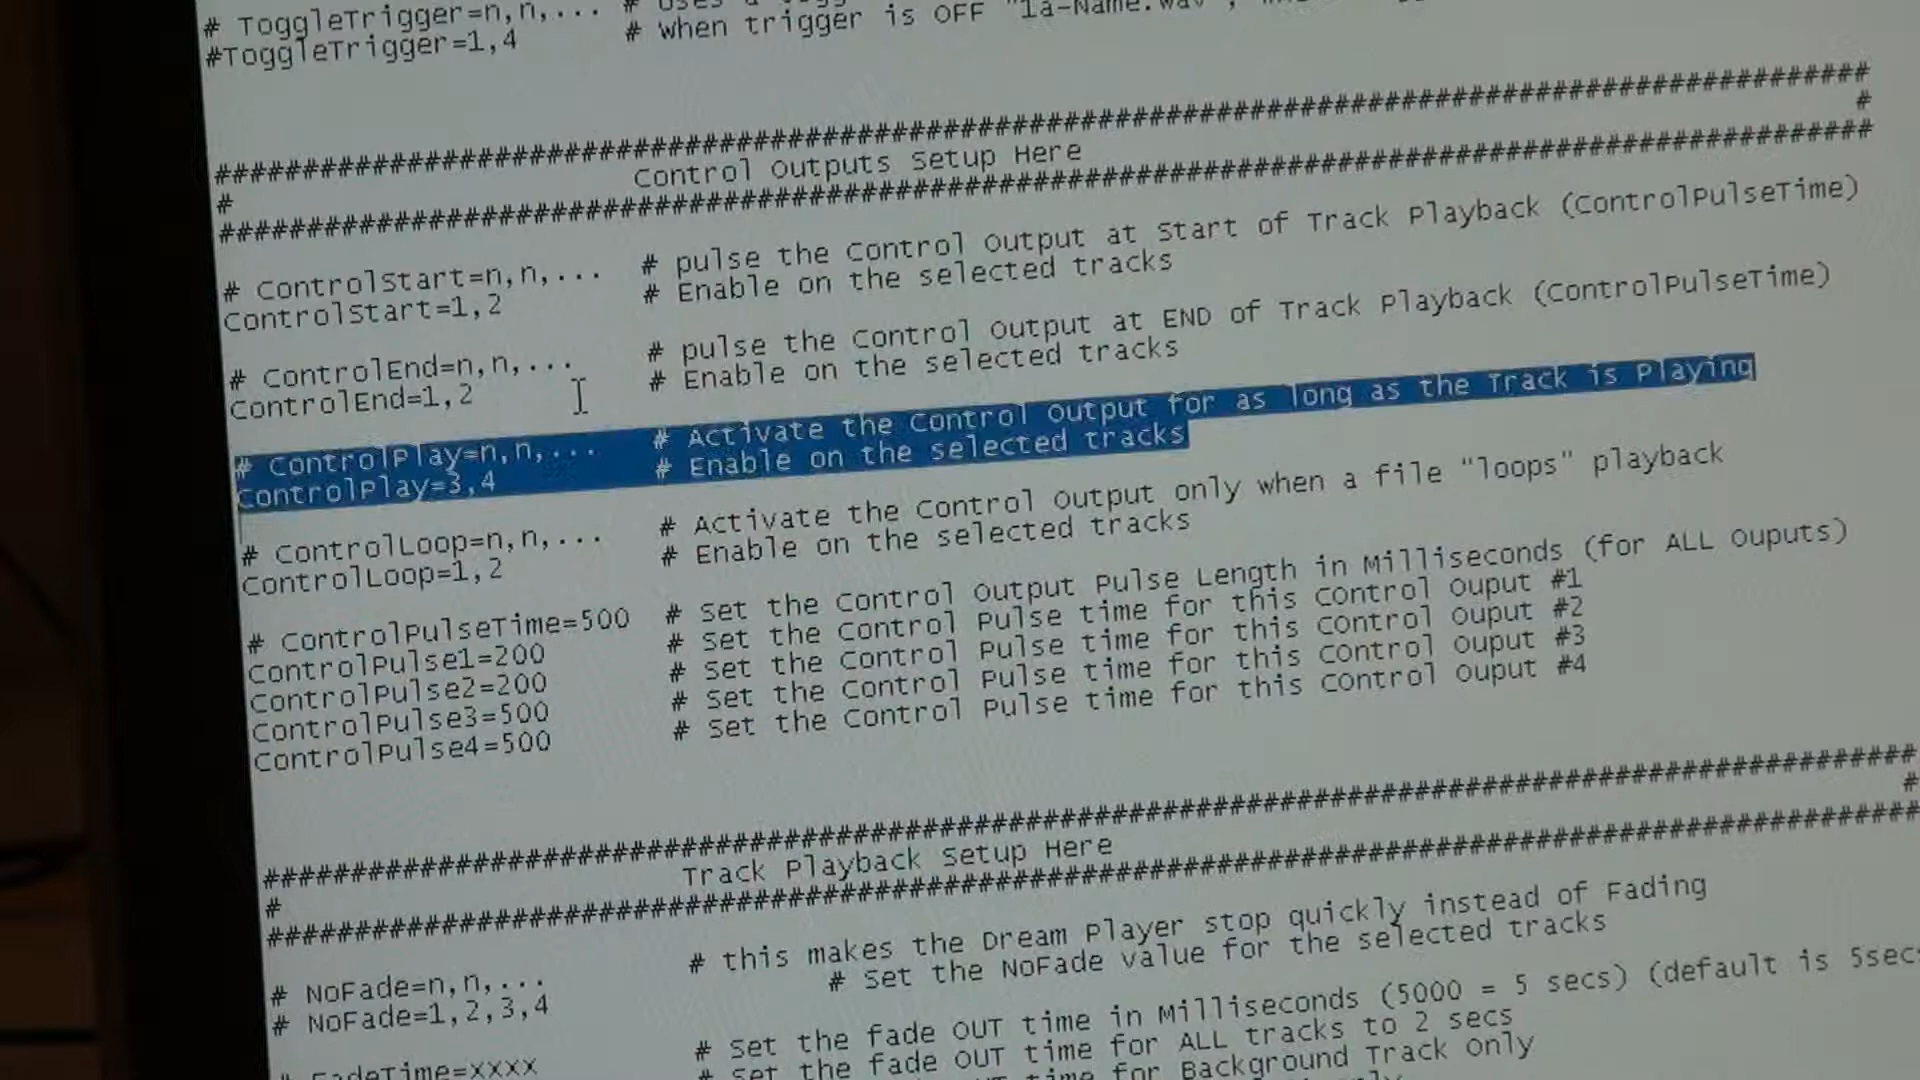 # ToggleTrigger=n,n,... #
#ToggleTrigger=1,4 # when trigger is OFF "1a-Name.wav",
################################################################
# Control Outputs Setup Here #
################################################################
# ControlStart=n,n,... # pulse the Control Output at Start of Track Playback (ControlPulseTime)
ControlStart=1,2 # Enable on the selected tracks
# ControlEnd=n,n,... # pulse the Control Output at END of Track Playback (ControlPulseTime)
ControlEnd=1,2 # Enable on the selected tracks
# ControlPlay=n,n,... # Activate the Control Output for as long as the Track is Playing
ControlPlay=3,4 # Enable on the selected tracks
# ControlLoop=n,n,... # Activate the Control Output only when a file "loops" playback
ControlLoop=1,2 # Enable on the selected tracks
# ControlPulseTime=500 # Set the Control Output Pulse Length in Milliseconds (for ALL Ouputs)
ControlPulse1=200 # Set the Control Pulse time for this Control Ouput #1
ControlPulse2=200 # Set the Control Pulse time for this Control Ouput #2
ControlPulse3=500 # Set the Control Pulse time for this Control Ouput #3
ControlPulse4=500 # Set the Control Pulse time for this Control Ouput #4
################################################################
# Track Playback Setup Here #
################################################################
# NoFade=n,n,... # this makes the Dream Player stop quickly instead of Fading
# NoFade=1,2,3,4 # Set the NoFade value for the selected tracks
# FadeTime=xxxx # Set the fade OUT time in Milliseconds (5000 = 5 secs) (default is 5sec
# Set the fade OUT time for ALL tracks to 2 secs
time for Background Track Only